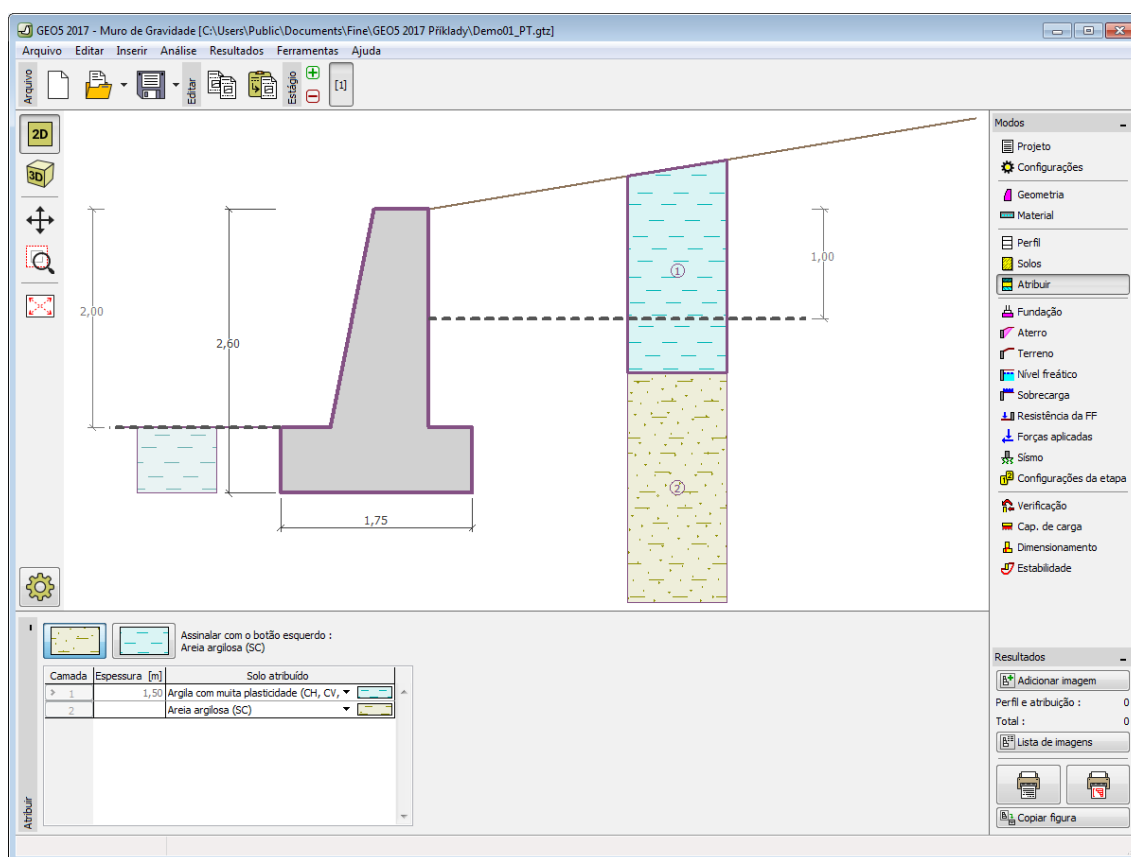 GEO5 2017 - Muro de Gravidade [C:\Users\Public\Documents\Fine\GEO5 2017 Příklady\Demo01_PT.gtz]
Arquivo Editar Inserir Análise Resultados Ferramentas Ajuda
Arquivo
Editar
Estágio
[1]
2D
3D
2,00
2,60
1,75
1
2
1,00
Modos
Projeto
Configurações
Geometria
Material
Perfil
Solos
Atribuir
Fundação
Aterro
Terreno
Nível freático
Sobrecarga
Resistência da FF
Forças aplicadas
Sísmo
Configurações da etapa
Verificação
Cap. de carga
Dimensionamento
Estabilidade
Assinalar com o botão esquerdo :
Areia argilosa (SC)
Camada Espessura [m] Solo atribuído
1 1,50 Argila com muita plasticidade (CH, CV,
2 Areia argilosa (SC)
Atribuir
Resultados
Adicionar imagem
Perfil e atribuição : 0
Total : 0
Lista de imagens
Copiar figura